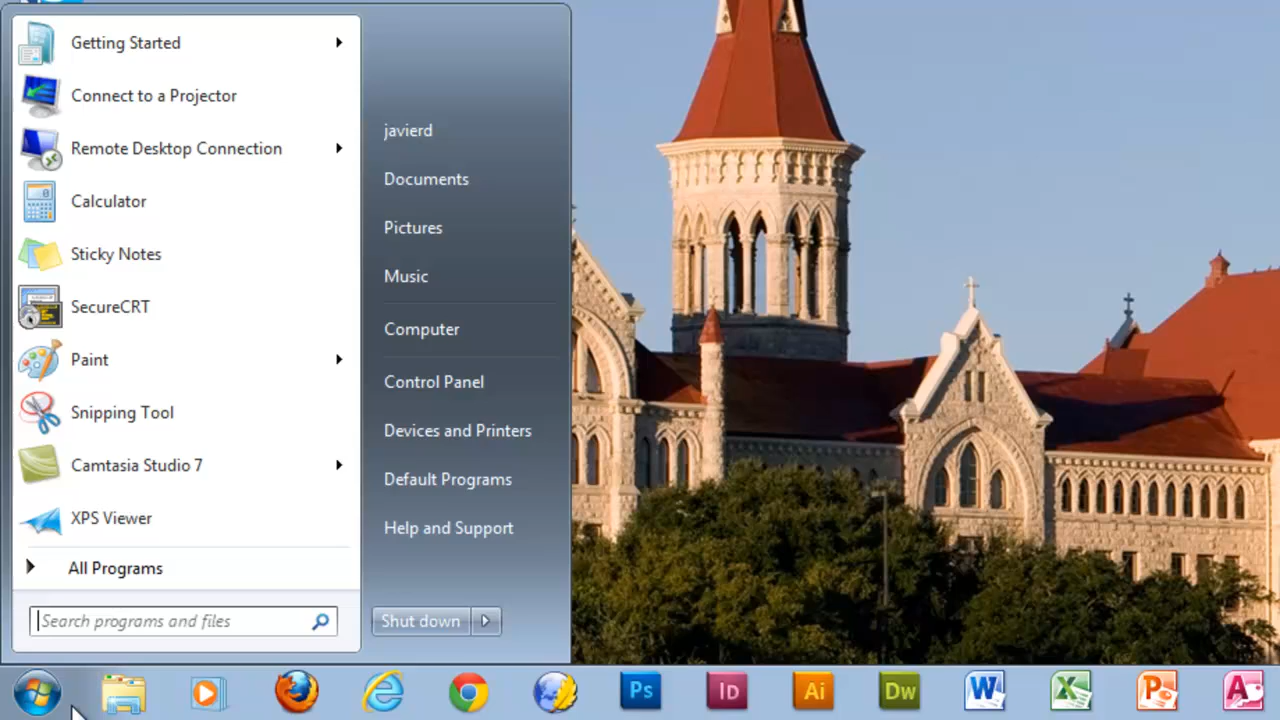 Getting Started
Connect to a Projector
Remote Desktop Connection
Calculator
Sticky Notes
SecureCRT
Paint
Snipping Tool
Camtasia Studio 7
XPS Viewer
All Programs
Search programs and files
javierd
Documents
Pictures
Music
Computer
Control Panel
Devices and Printers
Default Programs
Help and Support
Shut down
Ps Id Ai Dw W X P A